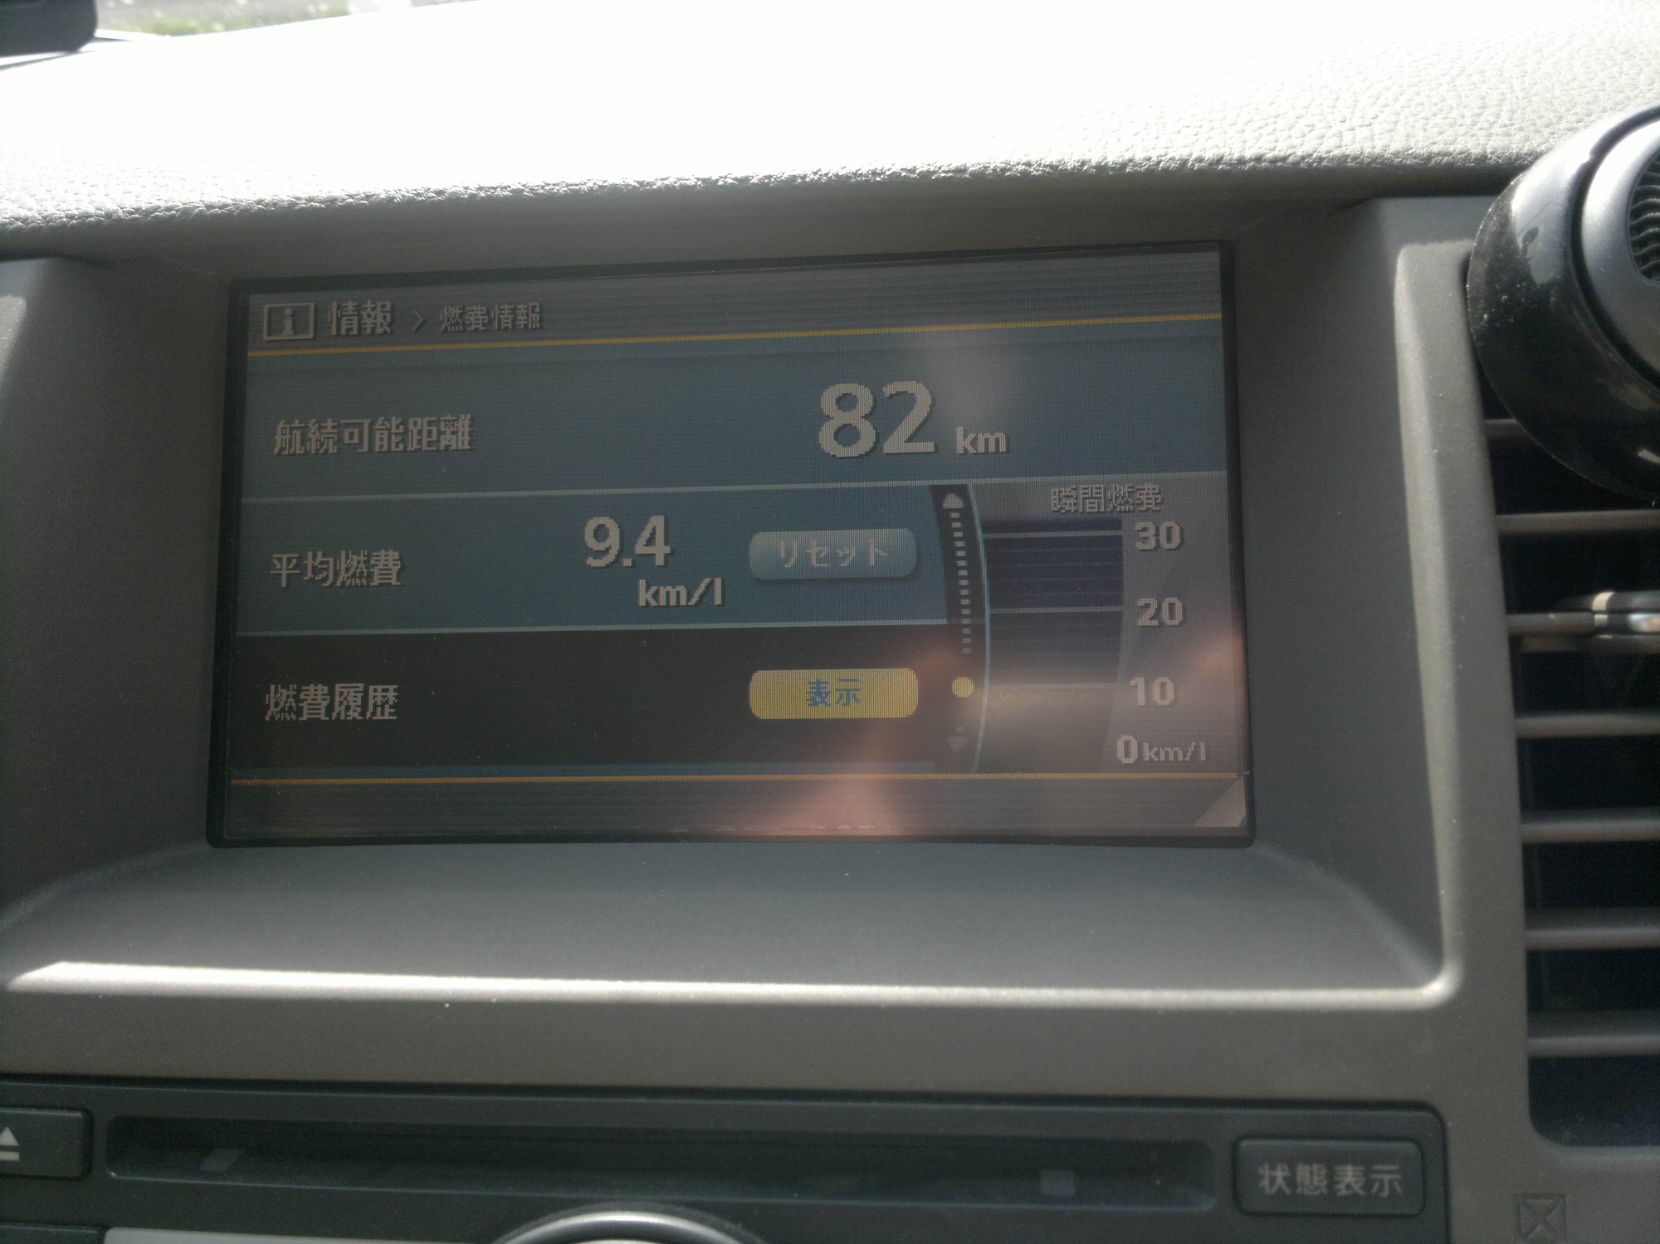 情報 > 燃費情報
航続可能距離 82 km
瞬間燃費
平均燃費 9.4 km/l リセット
30
20
燃費履歴 表示
10
0km/l
状態表示